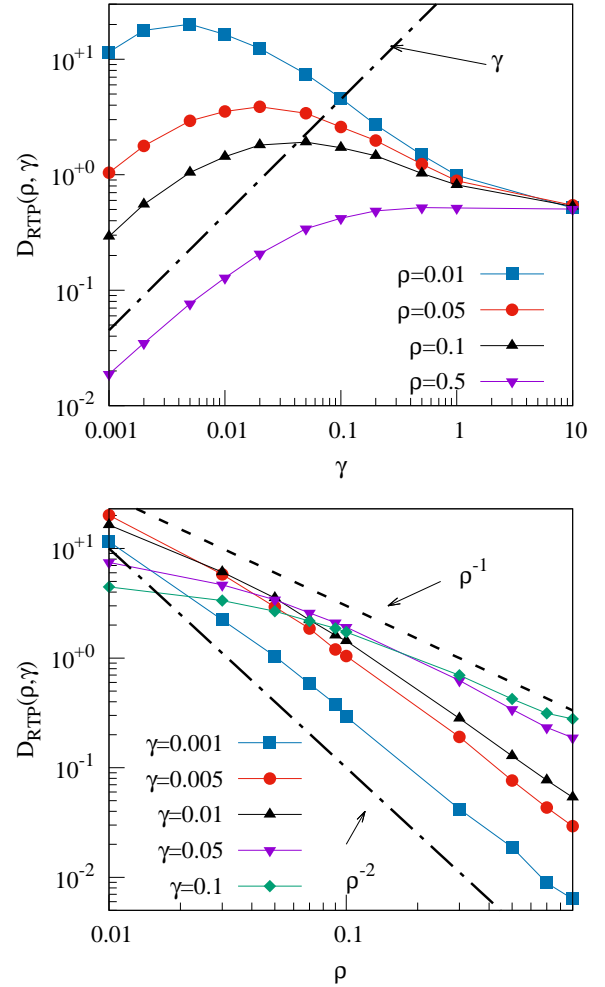 D_RTP(ρ, γ)
10^+1
10^+0
10^-1
10^-2
γ
ρ=0.01
ρ=0.05
ρ=0.1
ρ=0.5
0.001 0.01 0.1 1 10
γ
D_RTP(ρ,γ)
10^+1
10^+0
10^-1
10^-2
ρ^-1
γ=0.001
γ=0.005
γ=0.01
γ=0.05
γ=0.1
ρ^-2
0.01 0.1
ρ